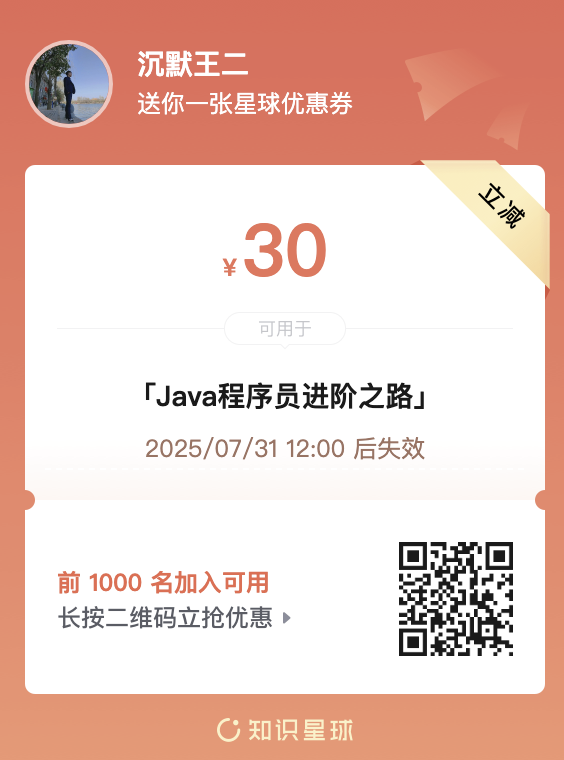 沉默王二
送你一张星球优惠券
立减
¥30
可用于
「Java程序员进阶之路」
2025/07/31 12:00 后失效
前 1000 名加入可用
长按二维码立抢优惠
知识星球